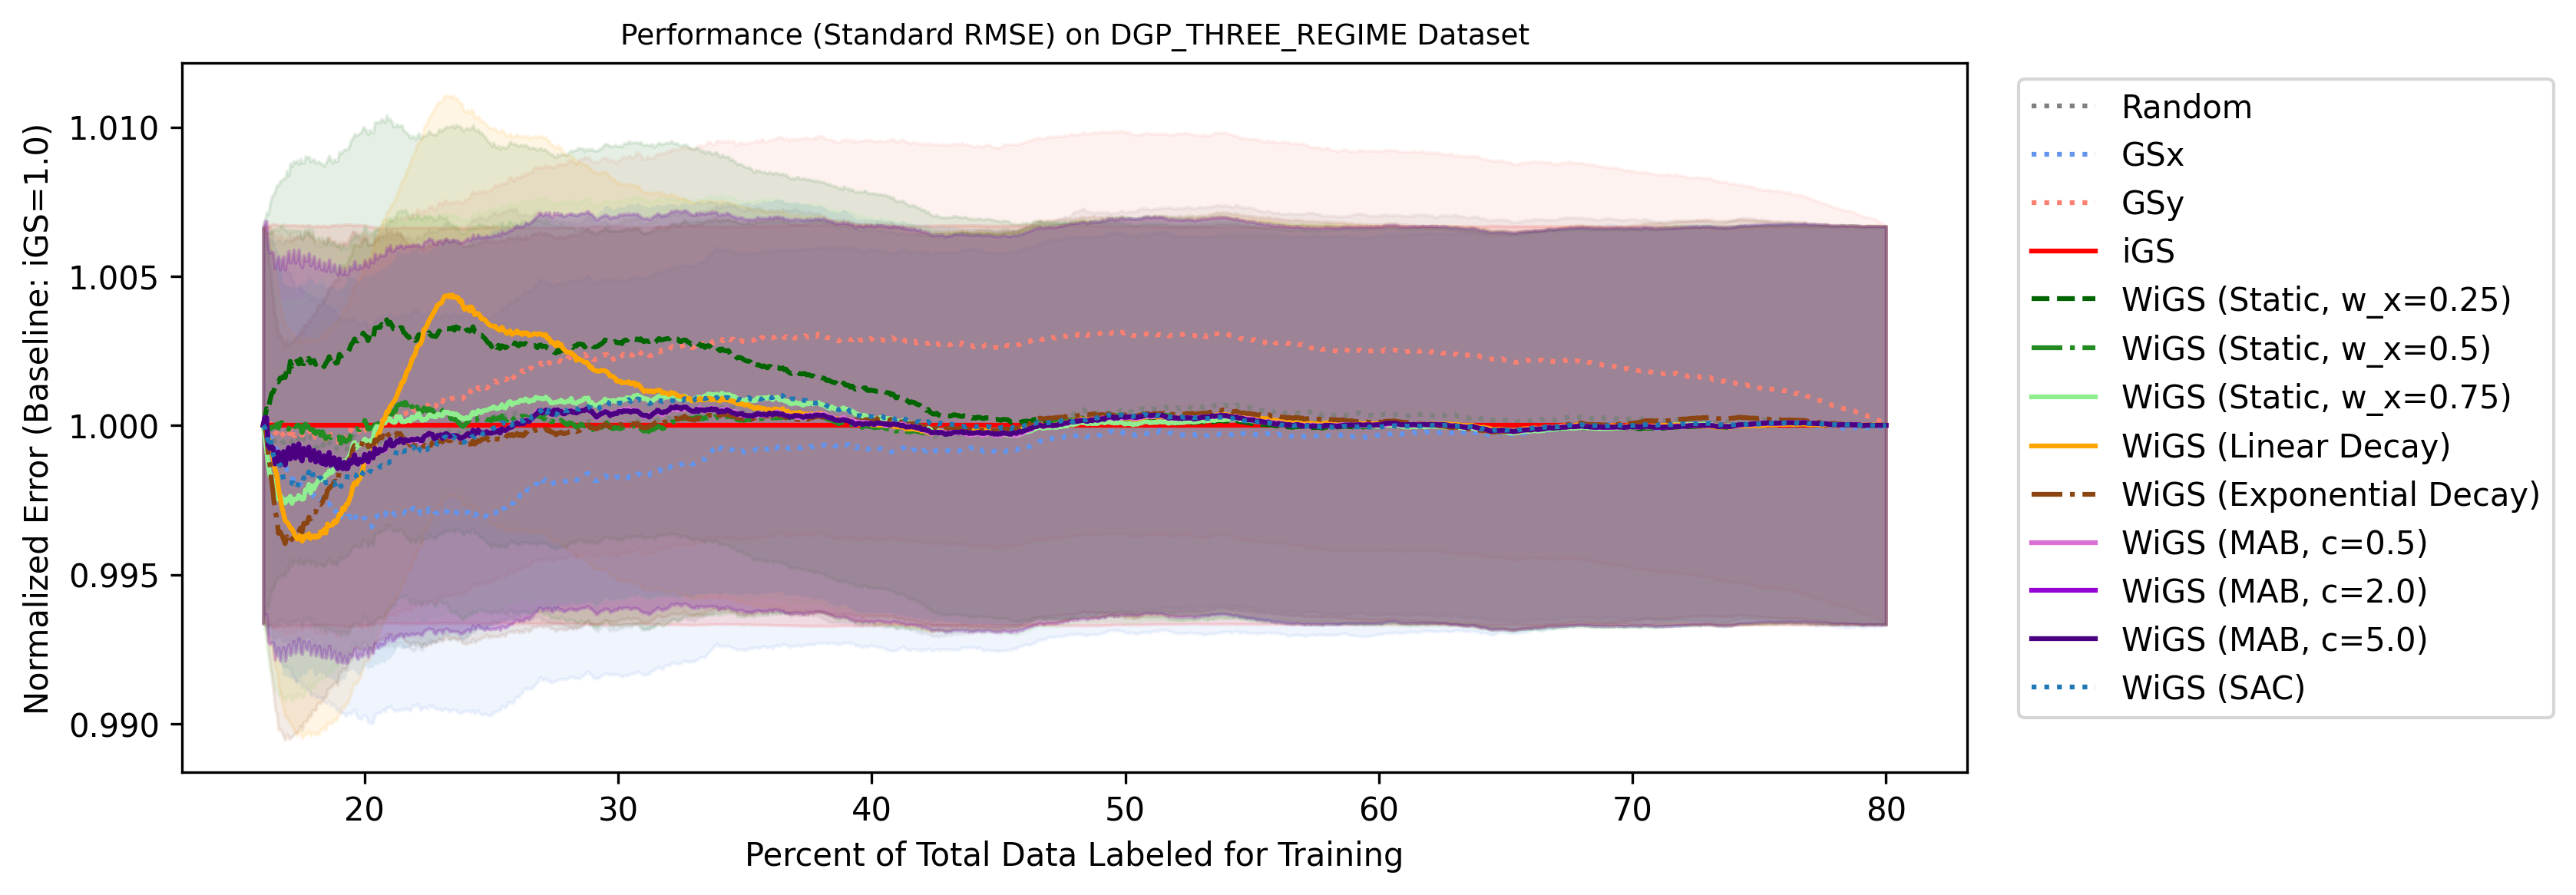 Performance (Standard RMSE) on DGP_THREE_REGIME Dataset
Normalized Error (Baseline: iGS=1.0)
1.010
1.005
1.000
0.995
0.990
20 30 40 50 60 70 80
Percent of Total Data Labeled for Training
Random
GSx
GSy
iGS
WiGS (Static, w_x=0.25)
WiGS (Static, w_x=0.5)
WiGS (Static, w_x=0.75)
WiGS (Linear Decay)
WiGS (Exponential Decay)
WiGS (MAB, c=0.5)
WiGS (MAB, c=2.0)
WiGS (MAB, c=5.0)
WiGS (SAC)